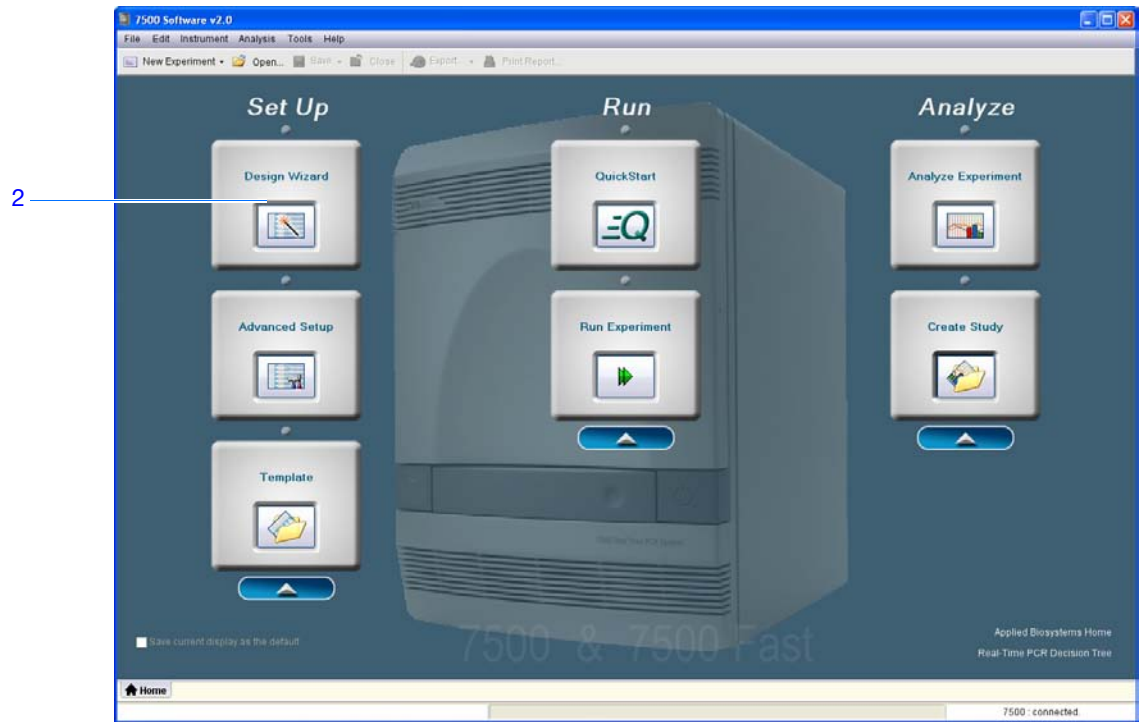 7500 Software v2.0
File Edit Instrument Analysis Tools Help
New Experiment Open... Save Close Export... Print Report...
Set Up Run Analyze
2
Design Wizard QuickStart Analyze Experiment
Q
Advanced Setup Run Experiment Create Study
Template
Save current display as the default
7500 & 7500 Fast
Applied Biosystems Home
Real-Time PCR Decision Tree
Home
7500 : connected.